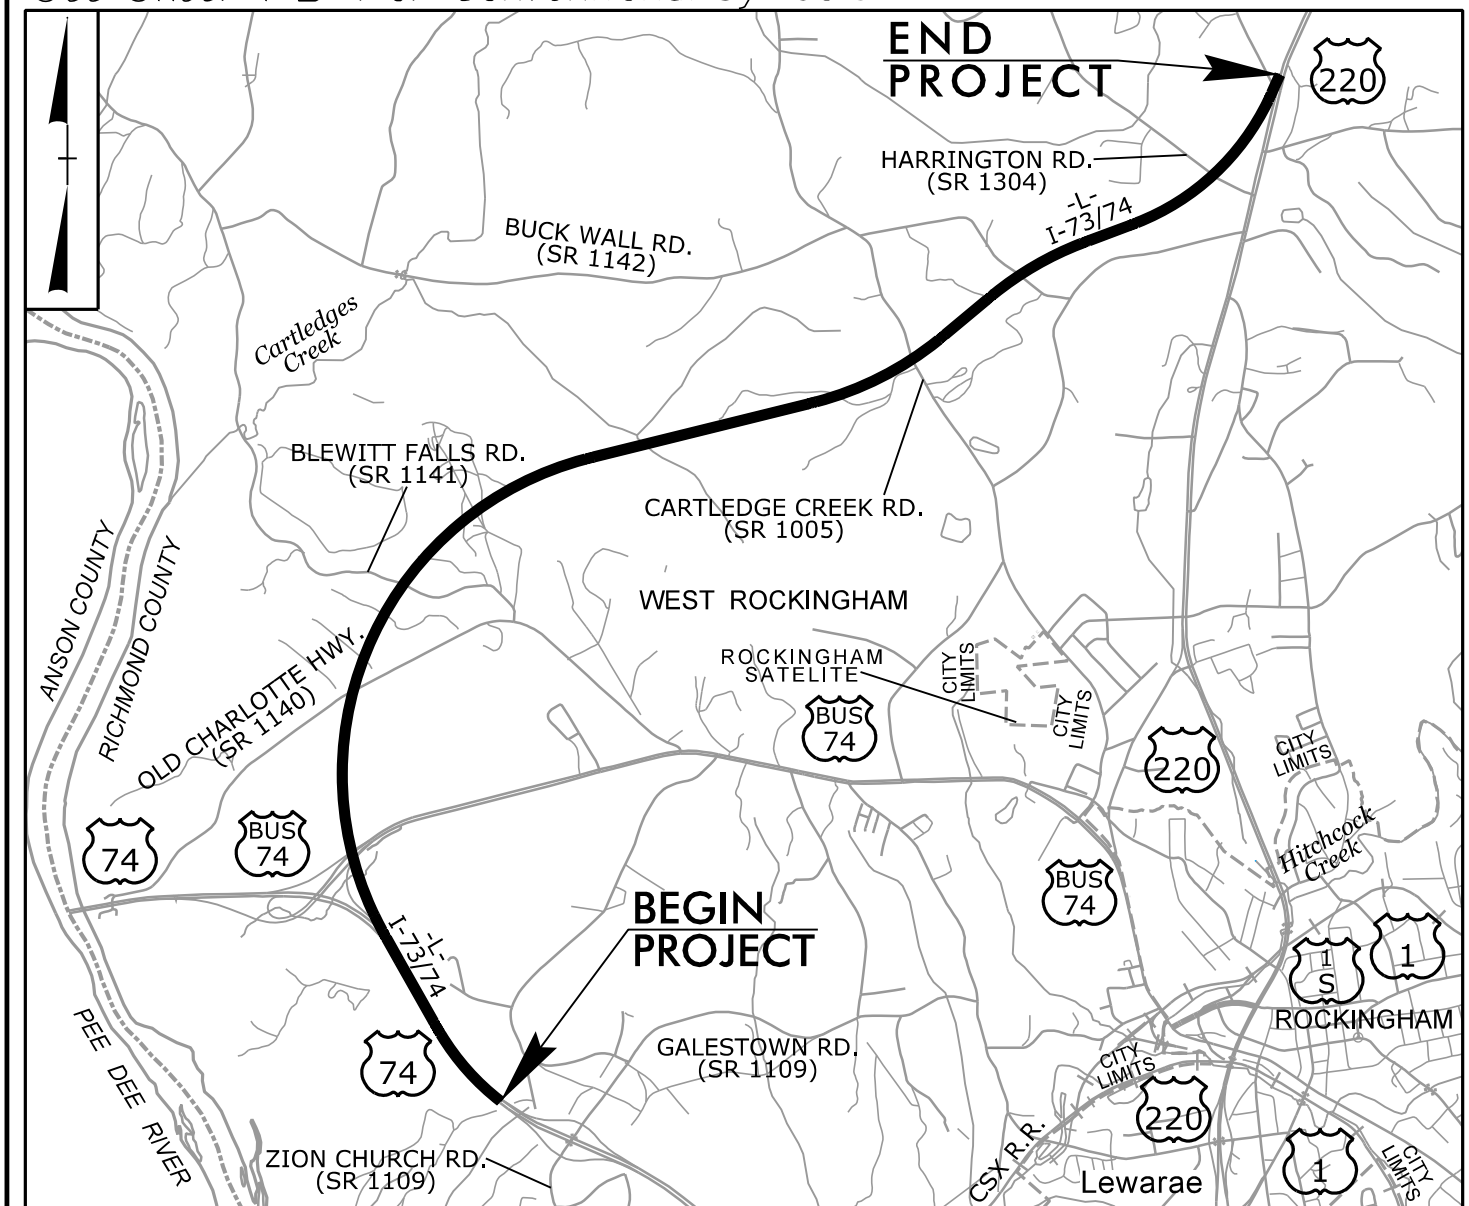 END
PROJECT
220
HARRINGTON RD.
(SR 1304)
-L-
I-73/74
BUCK WALL RD.
(SR 1142)
Cartledges
Creek
BLEWITT FALLS RD.
(SR 1141)
CARTLEDGE CREEK RD.
(SR 1005)
ANSON COUNTY
RICHMOND COUNTY
WEST ROCKINGHAM
OLD CHARLOTTE HWY.
(SR 1140)
ROCKINGHAM
SATELITE
CITY
LIMITS
CITY
LIMITS
BUS
74
220
CITY
LIMITS
74
BUS
74
Hitchcock
Creek
BUS
74
BEGIN
PROJECT
-L-
I-73/74
1
S
1
ROCKINGHAM
PEE DEE RIVER
74
GALESTOWN RD.
(SR 1109)
CITY
LIMITS
220
ZION CHURCH RD.
(SR 1109)
CSX R.R.
Lewarae
1
CITY
LIMITS